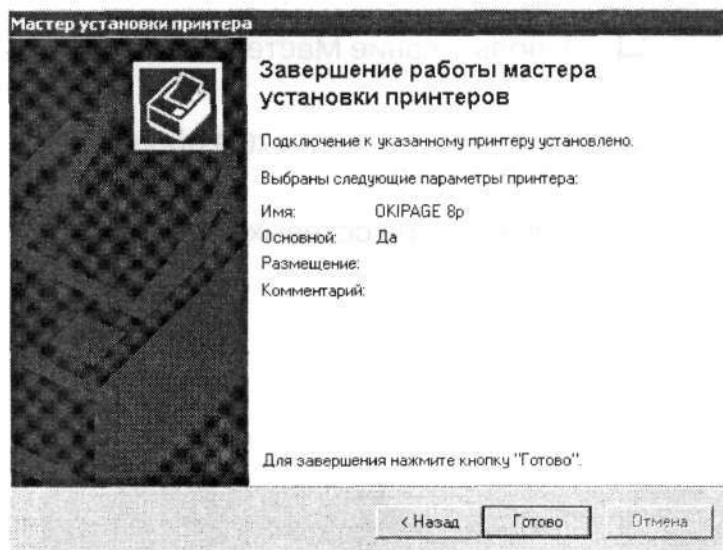 Мастер установки принтера
Завершение работы мастера
установки принтеров
Подключение к указанному принтеру установлено.
Выбраны следующие параметры принтера:
Имя: OKIPAGE 8p
Основной: Да
Размещение:
Комментарий:
Для завершения нажмите кнопку "Готово".
< Назад Готово Отмена